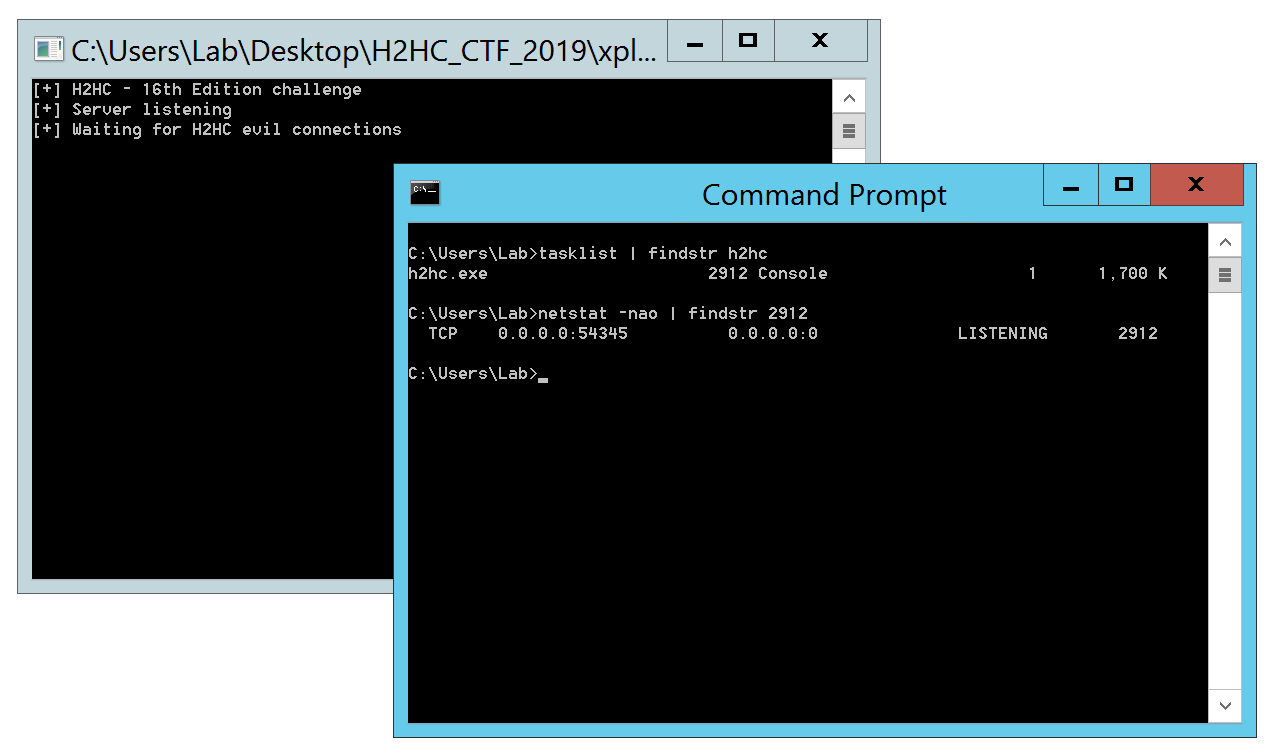 C:\Users\Lab\Desktop\H2HC_CTF_2019\xpl...
[+] H2HC - 16th Edition challenge
[+] Server listening
[+] Waiting for H2HC evil connections
Command Prompt
C:\Users\Lab>tasklist | findstr h2hc
h2hc.exe                      2912 Console                    1      1,700 K
C:\Users\Lab>netstat -nao | findstr 2912
  TCP    0.0.0.0:54345          0.0.0.0:0              LISTENING       2912
C:\Users\Lab>_